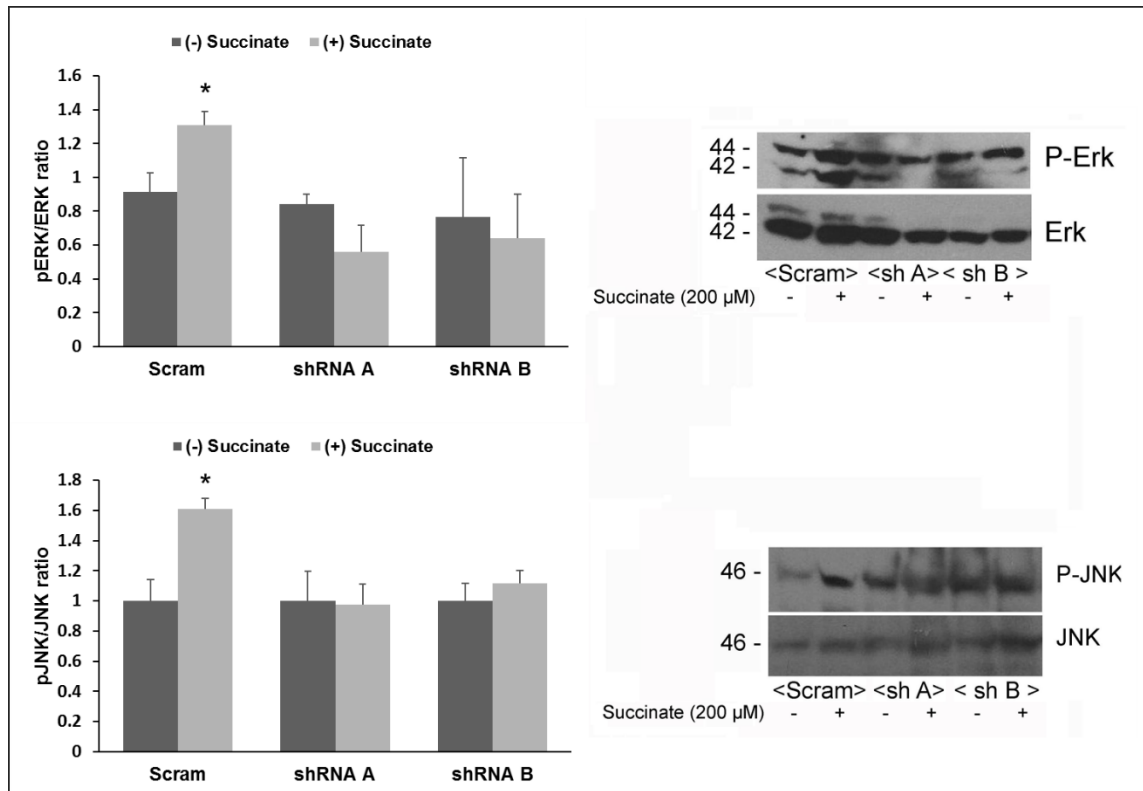 (-) Succinate (+) Succinate
1.6
1.4
1.2
1
0.8
0.6
0.4
0.2
0
pERK/ERK ratio
*
Scram shRNA A shRNA B
44 -
42 -
P-Erk
44 -
42 -
Erk
<Scram> <sh A> < sh B >
Succinate (200 µM) - + - + - +
(-) Succinate (+) Succinate
1.8
1.6
1.4
1.2
1
0.8
0.6
0.4
0.2
0
pJNK/JNK ratio
*
Scram shRNA A shRNA B
46 -
P-JNK
46 -
JNK
<Scram> <sh A> < sh B >
Succinate (200 µM) - + - + - +